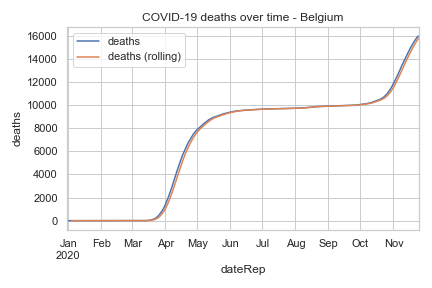 COVID-19 deaths over time - Belgium
deaths
deaths (rolling)
16000
14000
12000
10000
8000
6000
4000
2000
0
deaths
Jan Feb Mar Apr May Jun Jul Aug Sep Oct Nov
2020
dateRep